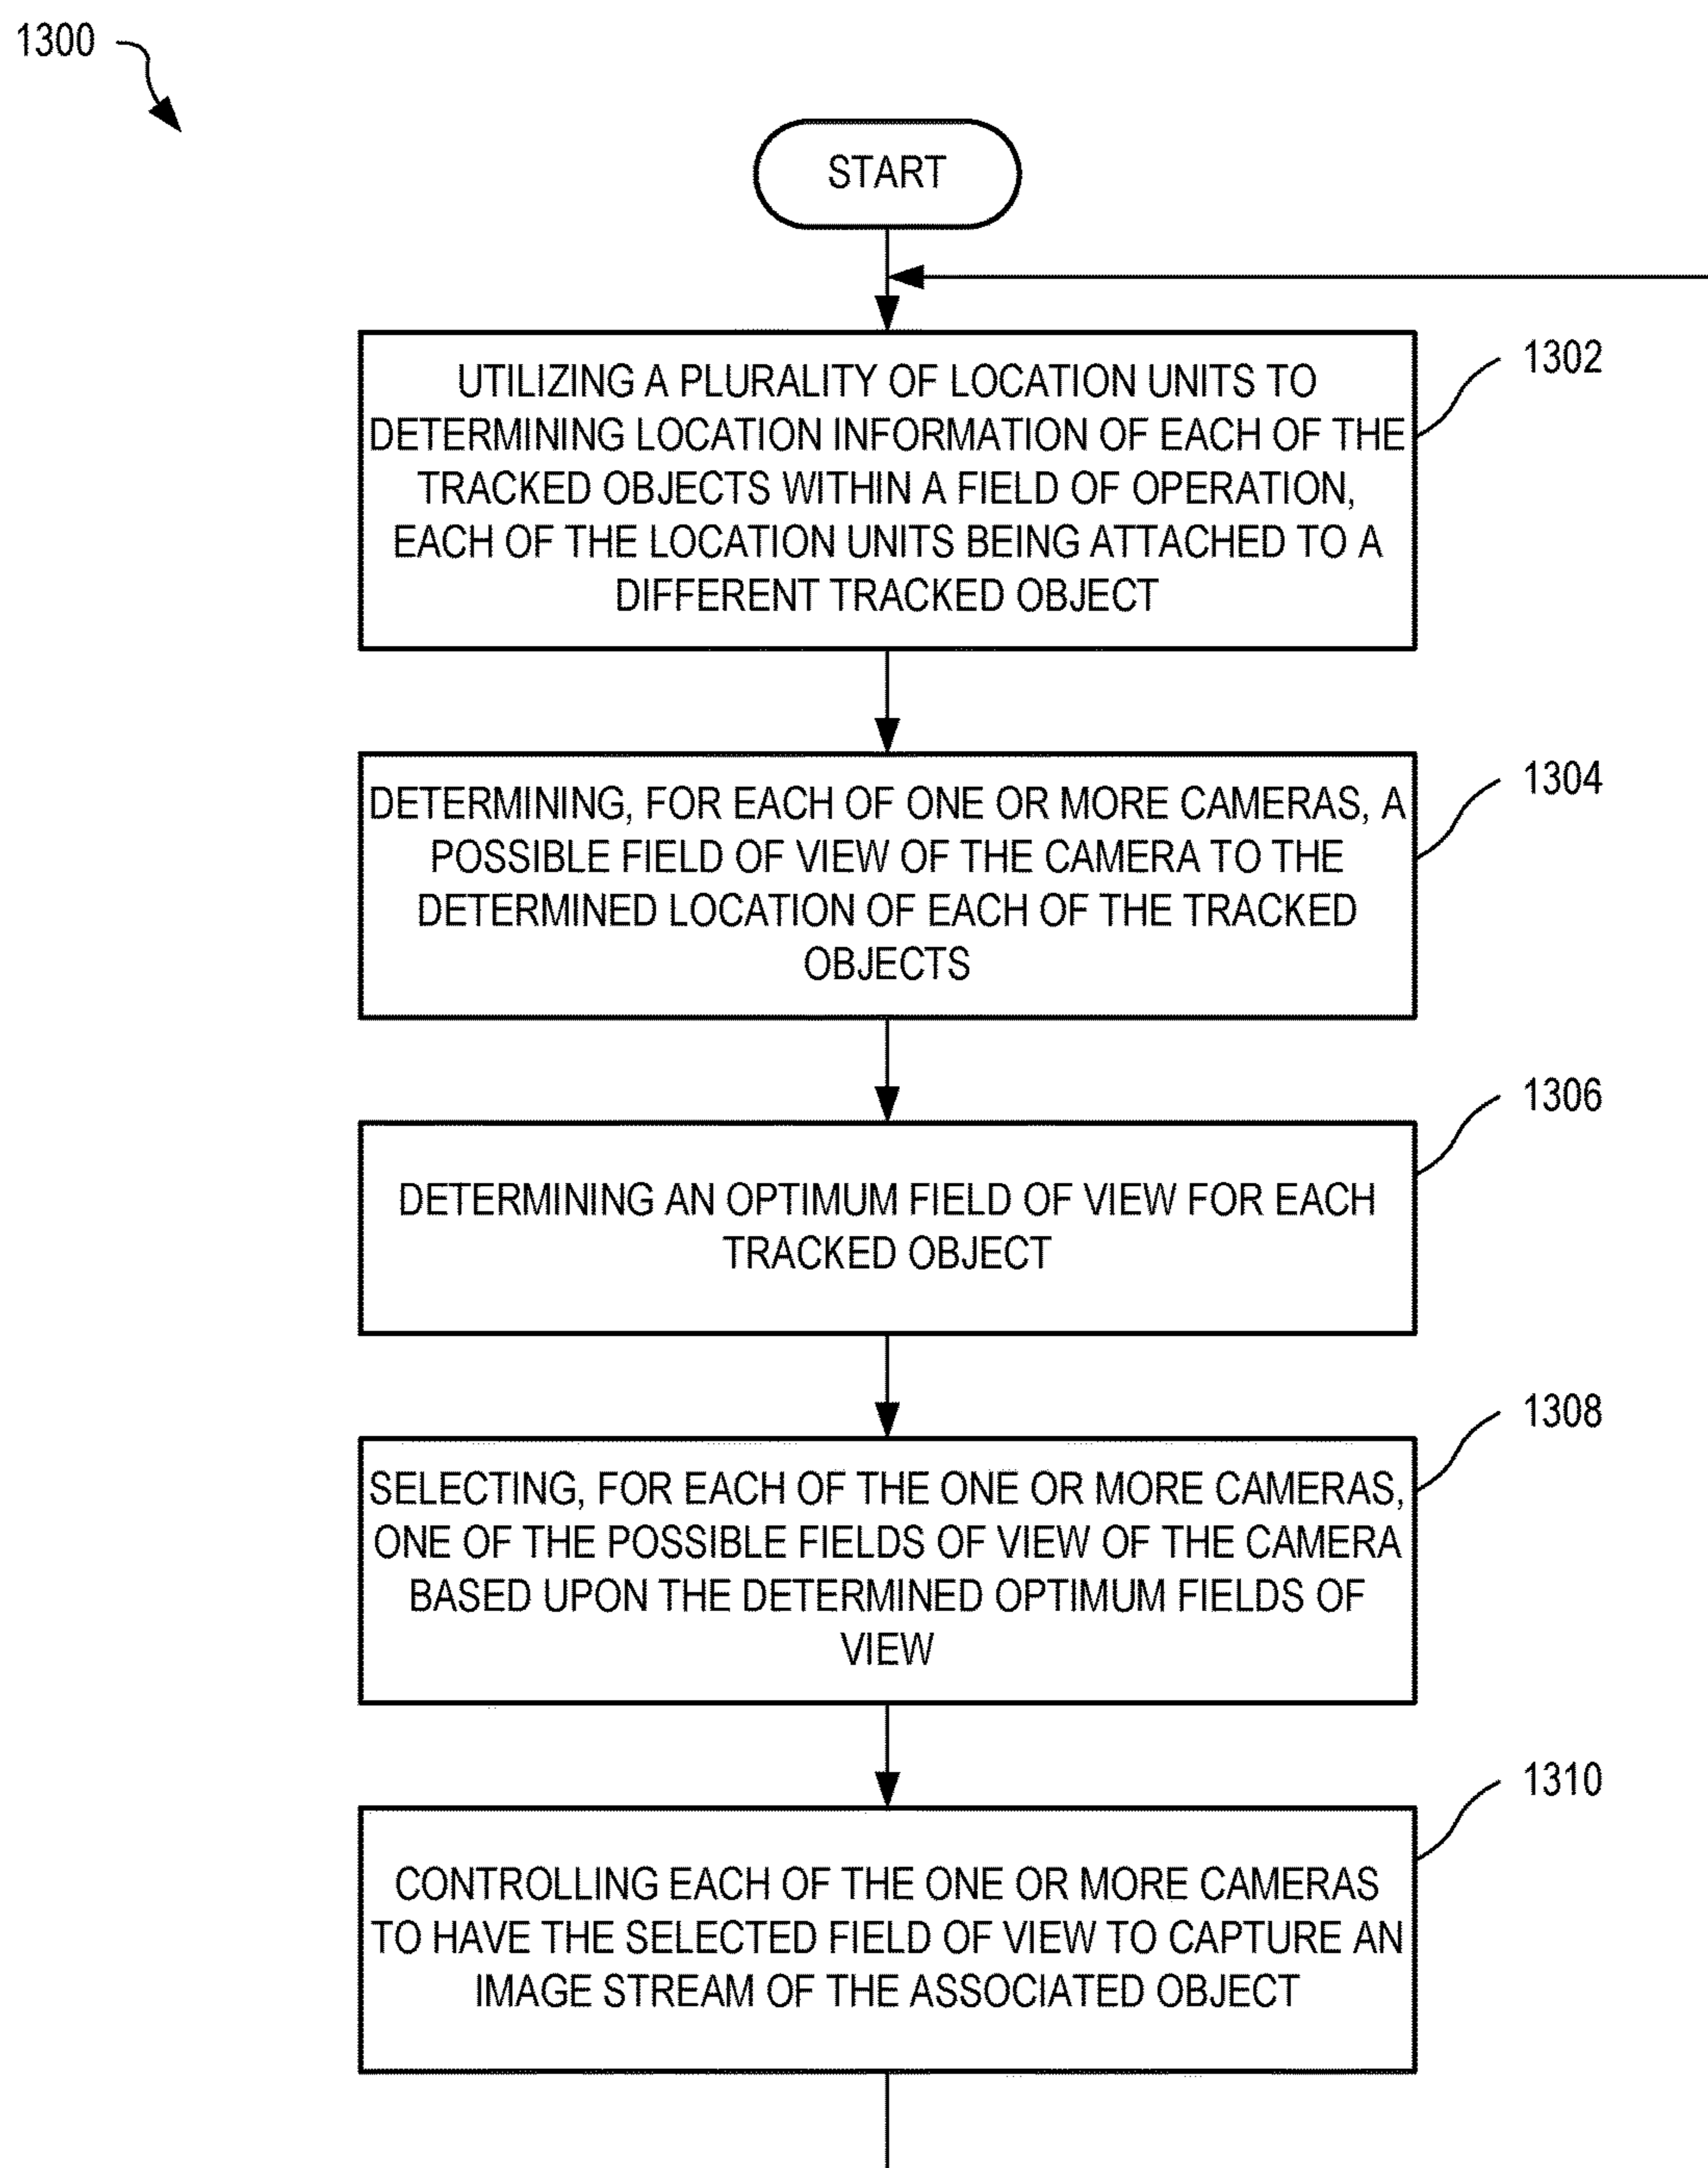 1300
START
UTILIZING A PLURALITY OF LOCATION UNITS TO
DETERMINING LOCATION INFORMATION OF EACH OF THE
TRACKED OBJECTS WITHIN A FIELD OF OPERATION,
EACH OF THE LOCATION UNITS BEING ATTACHED TO A
DIFFERENT TRACKED OBJECT
1302
DETERMINING, FOR EACH OF ONE OR MORE CAMERAS, A
POSSIBLE FIELD OF VIEW OF THE CAMERA TO THE
DETERMINED LOCATION OF EACH OF THE TRACKED
OBJECTS
1304
DETERMINING AN OPTIMUM FIELD OF VIEW FOR EACH
TRACKED OBJECT
1306
SELECTING, FOR EACH OF THE ONE OR MORE CAMERAS,
ONE OF THE POSSIBLE FIELDS OF VIEW OF THE CAMERA
BASED UPON THE DETERMINED OPTIMUM FIELDS OF
VIEW
1308
CONTROLLING EACH OF THE ONE OR MORE CAMERAS
TO HAVE THE SELECTED FIELD OF VIEW TO CAPTURE AN
IMAGE STREAM OF THE ASSOCIATED OBJECT
1310